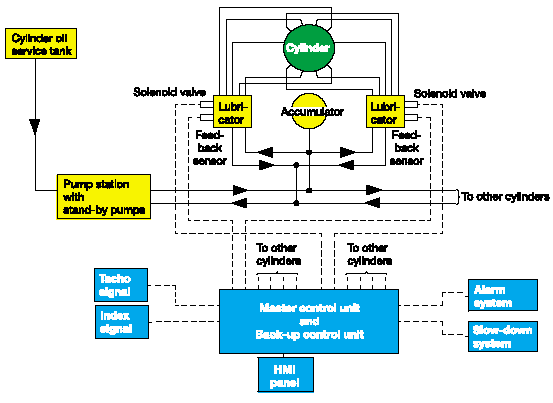 Cylinder oil
service tank
Cylinder
Solenoid valve
Solenoid valve
Lubri-
cator
Accumulator
Lubri-
cator
Feed-
back
sensor
Feed-
back
sensor
Pump station
with
stand-by pumps
To other cylinders
To other
cylinders
To other
cylinders
Tacho
signal
Index
signal
Master control unit
and
Back-up control unit
Alarm
system
Slow-down
system
HMI
panel